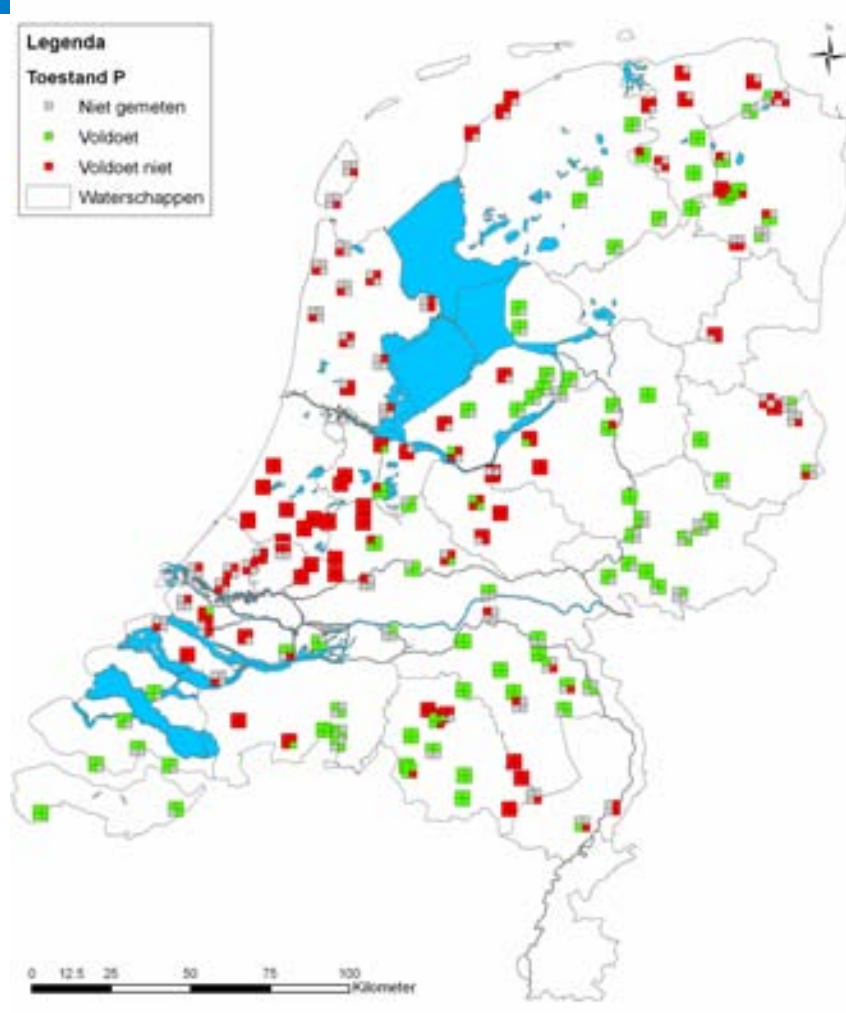 Legenda
Toestand P
Niet gemeten
Voldoet
Voldoet niet
Waterschappen
0 12.5 25 50 75 100
Kilometer